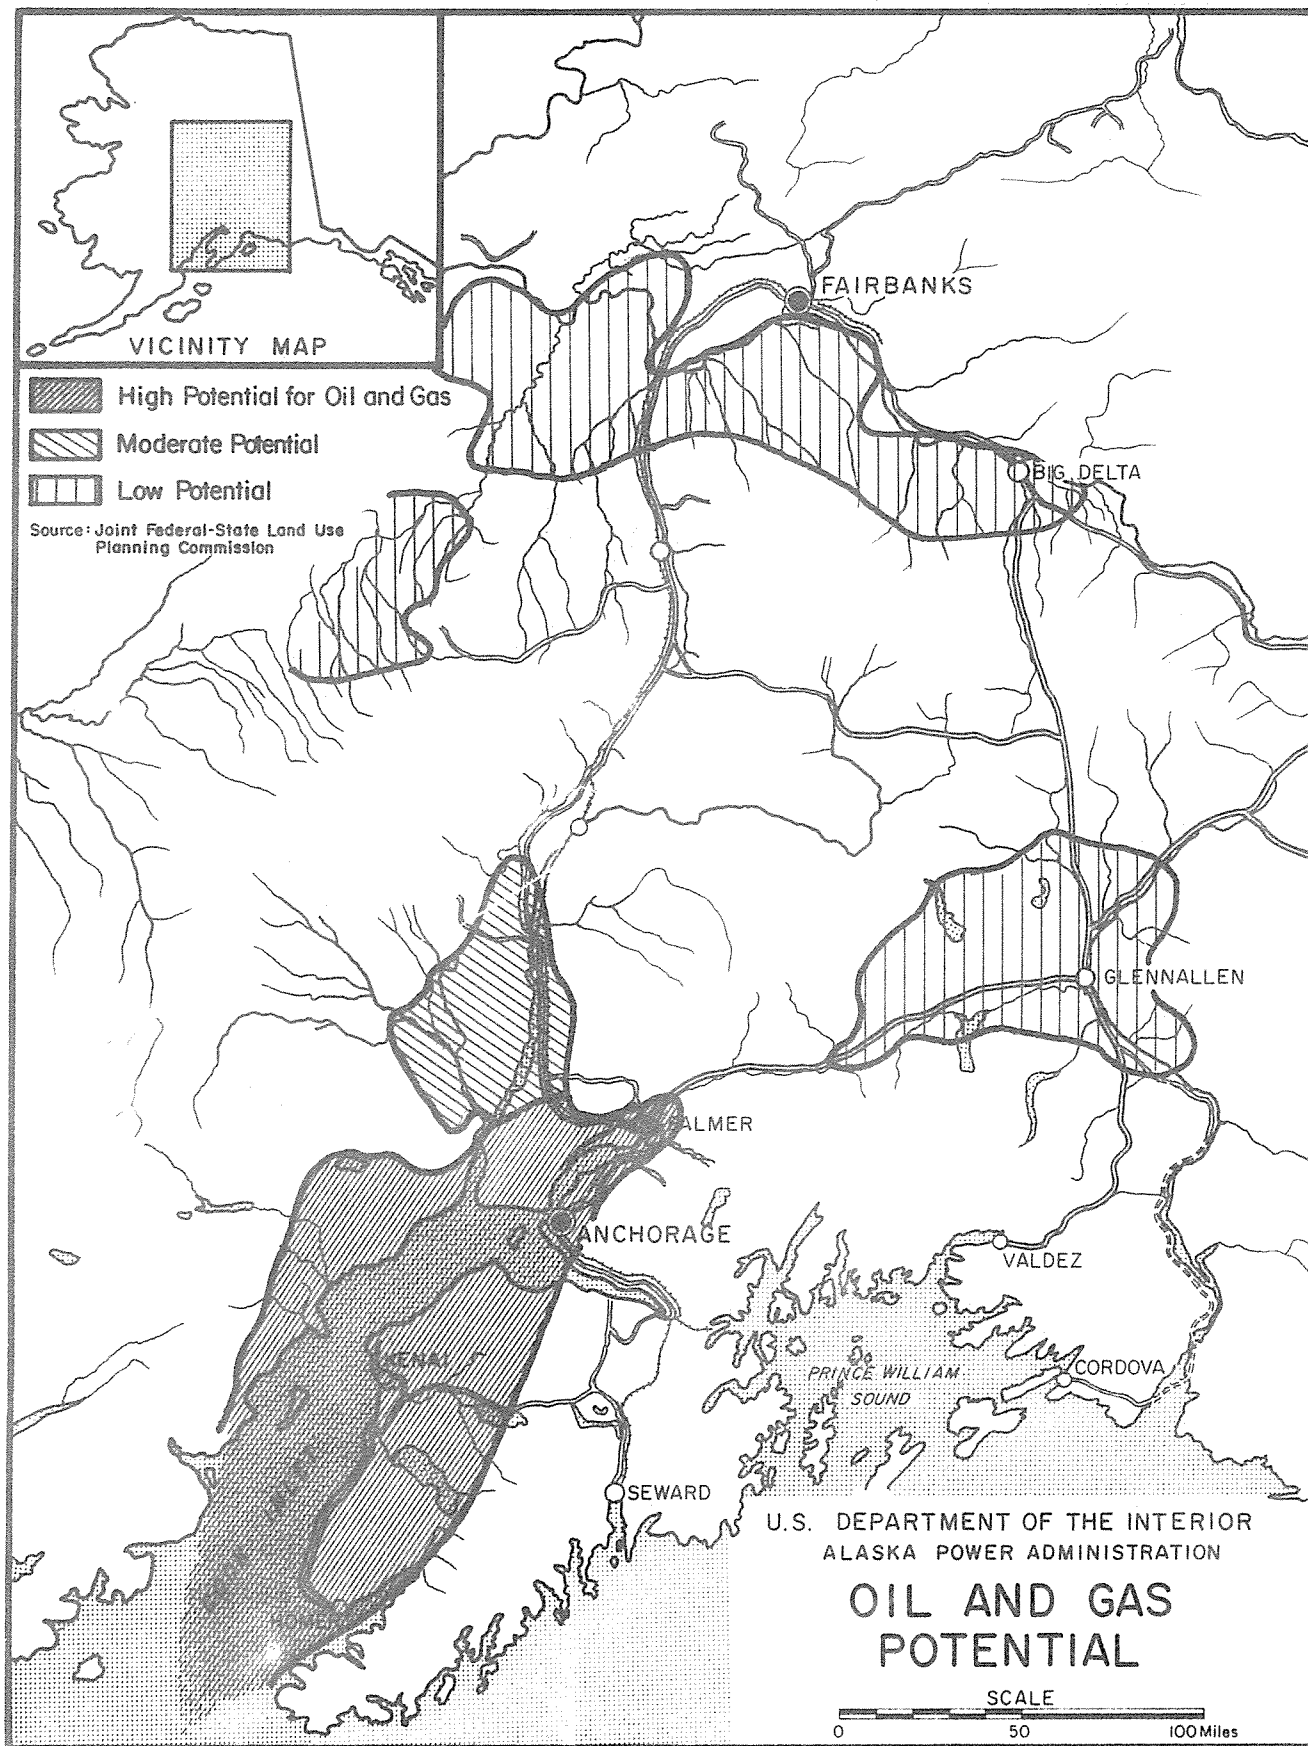 VICINITY MAP
High Potential for Oil and Gas
Moderate Potential
Low Potential
Source: Joint Federal-State Land Use
Planning Commission
FAIRBANKS
BIG DELTA
GLENNALLEN
ALMER
ANCHORAGE
VALDEZ
KENAI
PRINCE WILLIAM
SOUND
CORDOVA
SEWARD
U.S. DEPARTMENT OF THE INTERIOR
ALASKA POWER ADMINISTRATION
OIL AND GAS
POTENTIAL
SCALE
0 50 100 Miles